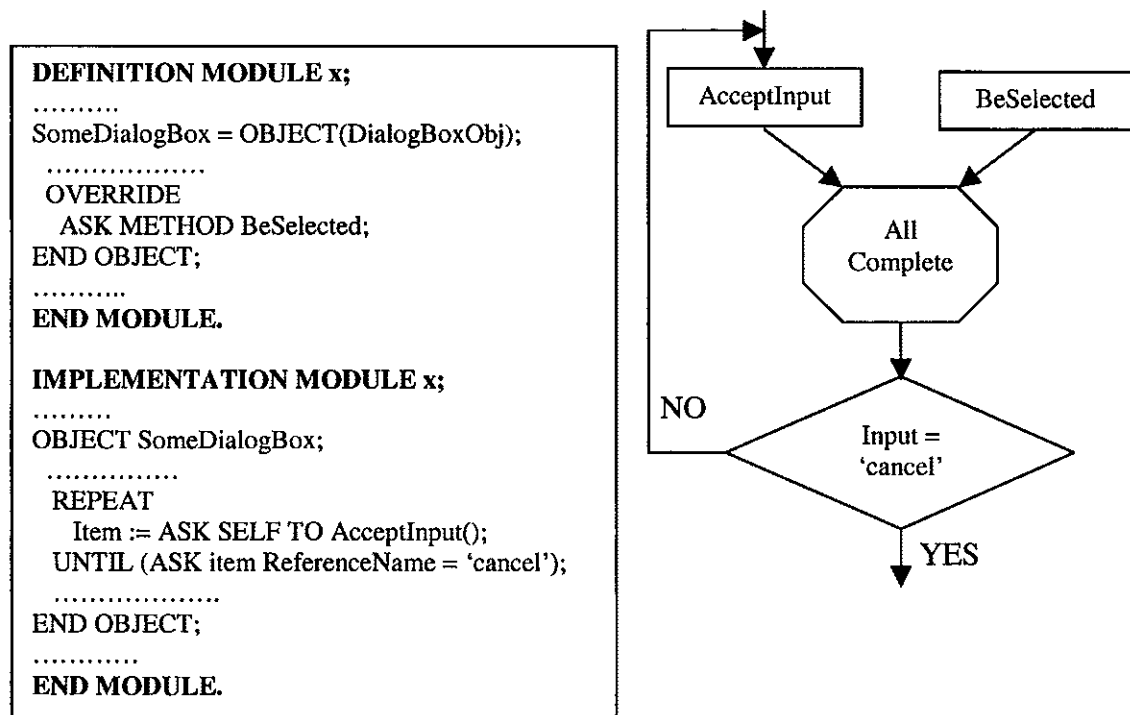 DEFINITION MODULE x;
..........
SomeDialogBox = OBJECT(DialogBoxObj);
..................
OVERRIDE
ASK METHOD BeSelected;
END OBJECT;
...........
END MODULE.
IMPLEMENTATION MODULE x;
.........
OBJECT SomeDialogBox;
...............
REPEAT
Item := ASK SELF TO AcceptInput();
UNTIL (ASK item ReferenceName = ‘cancel’);
...................
END OBJECT;
............
END MODULE.
AcceptInput
BeSelected
All
Complete
NO
Input =
‘cancel’
YES